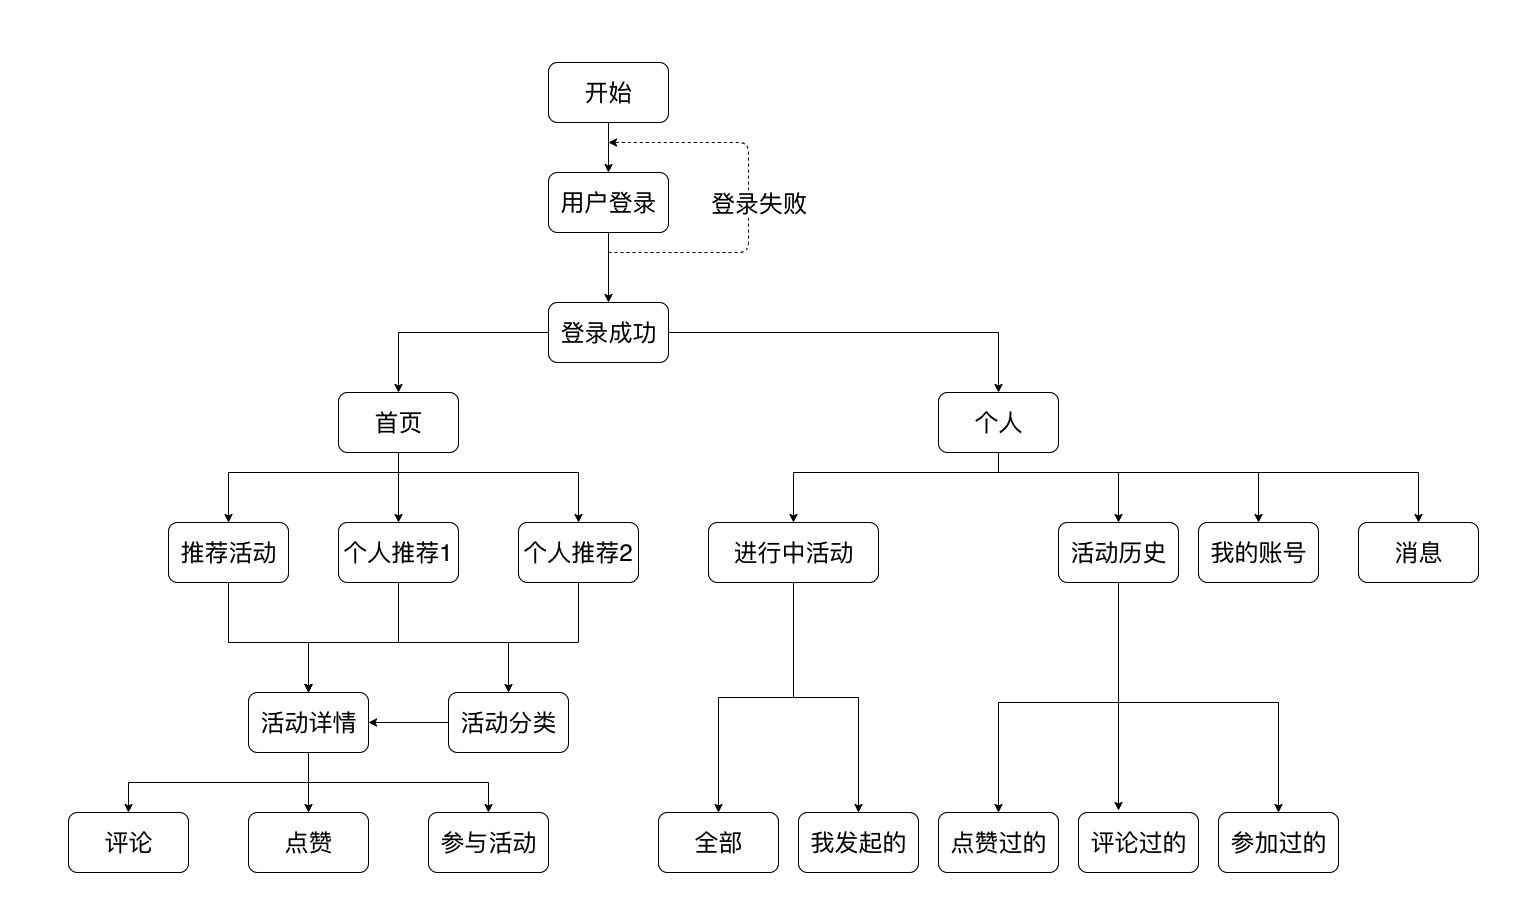 开始
用户登录
登录失败
登录成功
首页
个人
推荐活动
个人推荐1
个人推荐2
进行中活动
活动历史
我的账号
消息
活动详情
活动分类
评论
点赞
参与活动
全部
我发起的
点赞过的
评论过的
参加过的